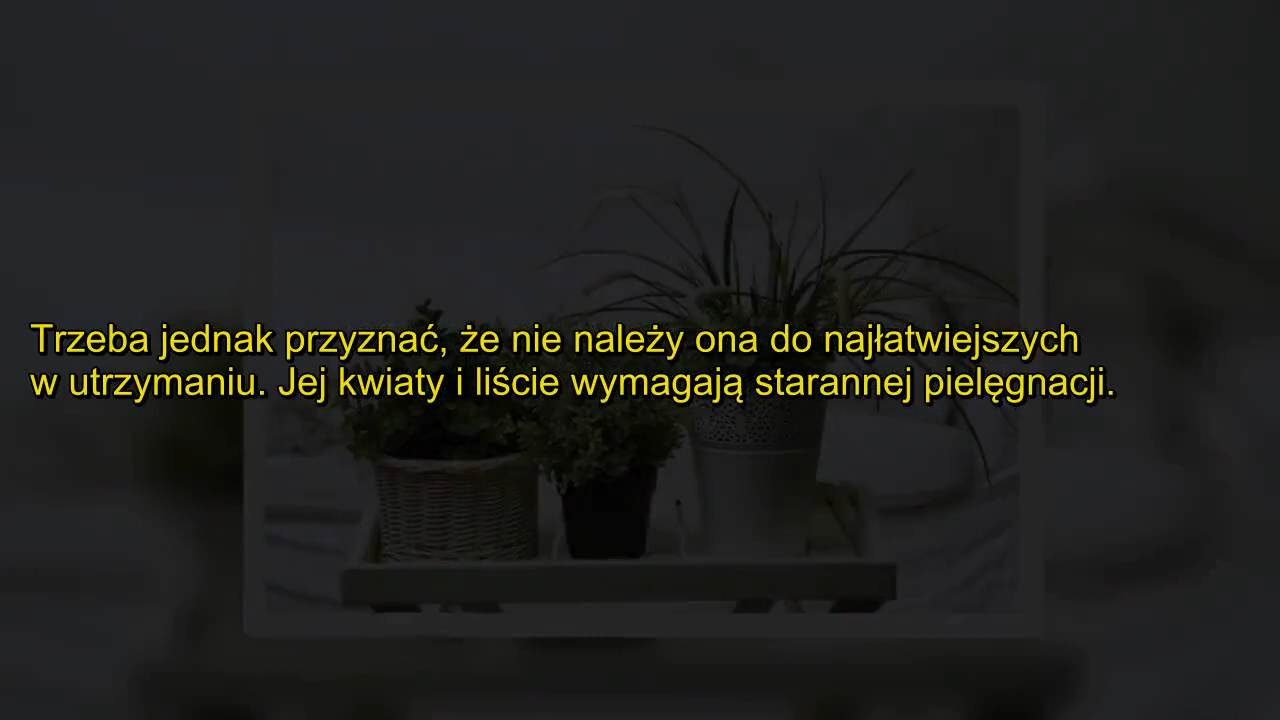 Trzeba jednak przyznać, że nie należy ona do najłatwiejszych
w utrzymaniu. Jej kwiaty i liście wymagają starannej pielęgnacji.